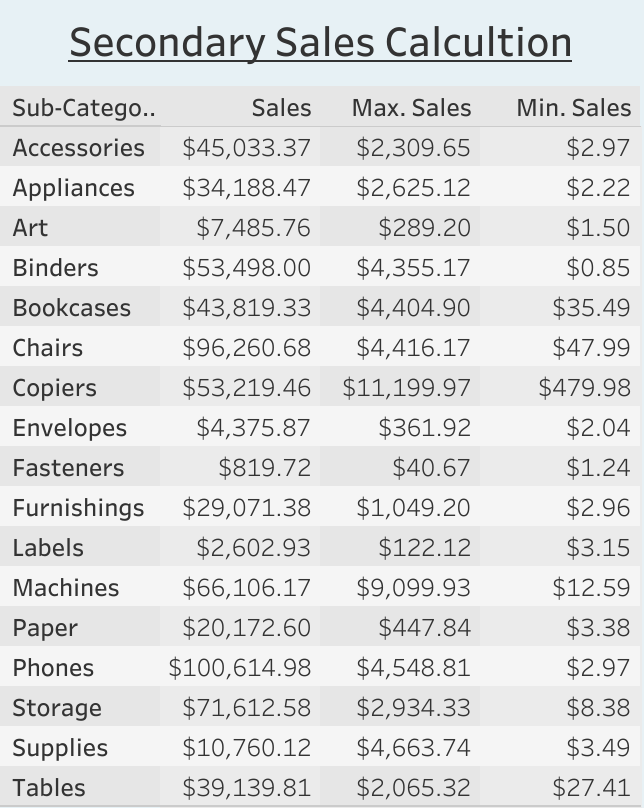 Secondary Sales Calcultion
Sub-Catego.. Sales Max. Sales Min. Sales
Accessories $45,033.37 $2,309.65 $2.97
Appliances $34,188.47 $2,625.12 $2.22
Art $7,485.76 $289.20 $1.50
Binders $53,498.00 $4,355.17 $0.85
Bookcases $43,819.33 $4,404.90 $35.49
Chairs $96,260.68 $4,416.17 $47.99
Copiers $53,219.46 $11,199.97 $479.98
Envelopes $4,375.87 $361.92 $2.04
Fasteners $819.72 $40.67 $1.24
Furnishings $29,071.38 $1,049.20 $2.96
Labels $2,602.93 $122.12 $3.15
Machines $66,106.17 $9,099.93 $12.59
Paper $20,172.60 $447.84 $3.38
Phones $100,614.98 $4,548.81 $2.97
Storage $71,612.58 $2,934.33 $8.38
Supplies $10,760.12 $4,663.74 $3.49
Tables $39,139.81 $2,065.32 $27.41